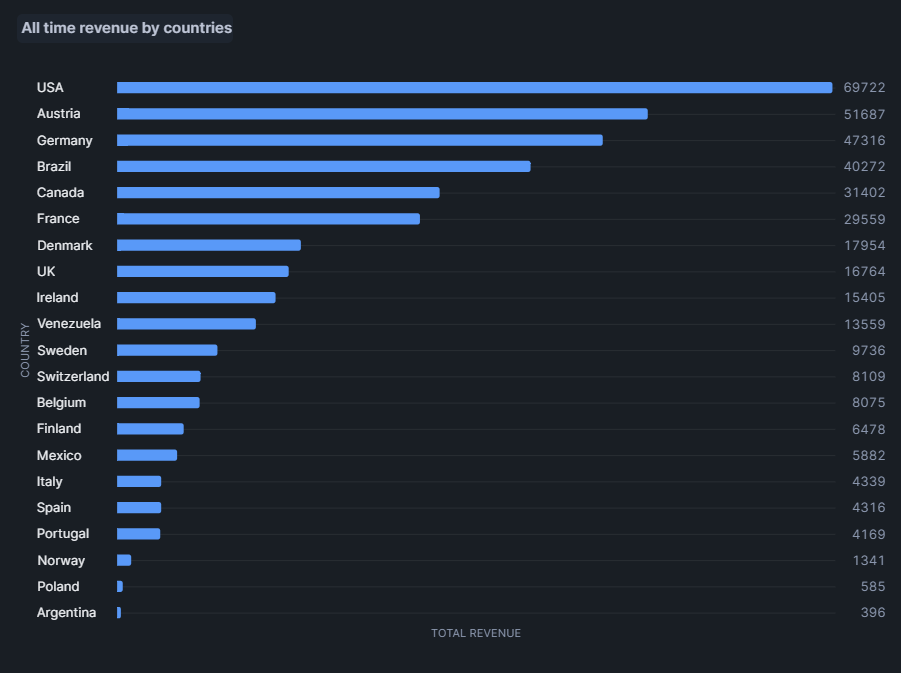 All time revenue by countries
USA 69722
Austria 51687
Germany 47316
Brazil 40272
Canada 31402
France 29559
Denmark 17954
UK 16764
Ireland 15405
Venezuela 13559
Sweden 9736
Switzerland 8109
Belgium 8075
Finland 6478
Mexico 5882
Italy 4339
Spain 4316
Portugal 4169
Norway 1341
Poland 585
Argentina 396
COUNTRY
TOTAL REVENUE